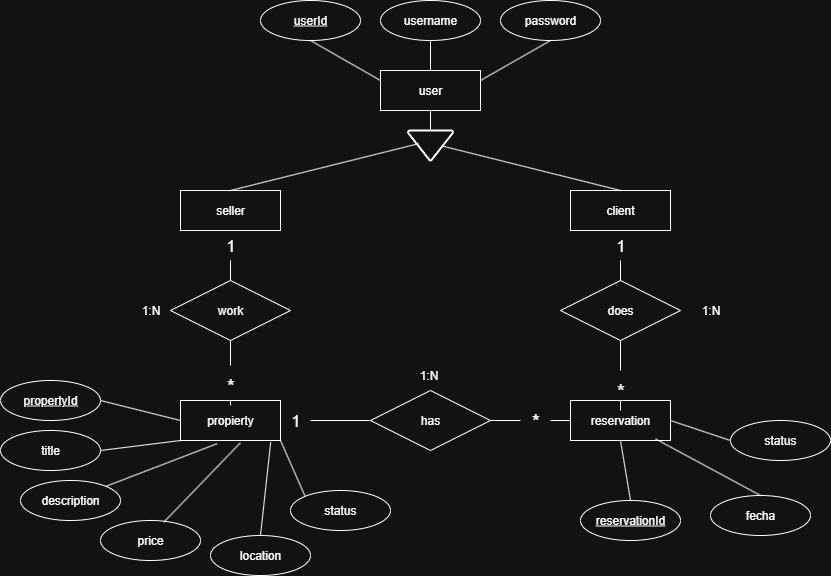 userId
username
password
user
seller
client
1
1
1:N
work
does
1:N
*
*
1:N
propertyId
propierty
1
has
*
reservation
title
status
description
status
price
location
reservationId
fecha